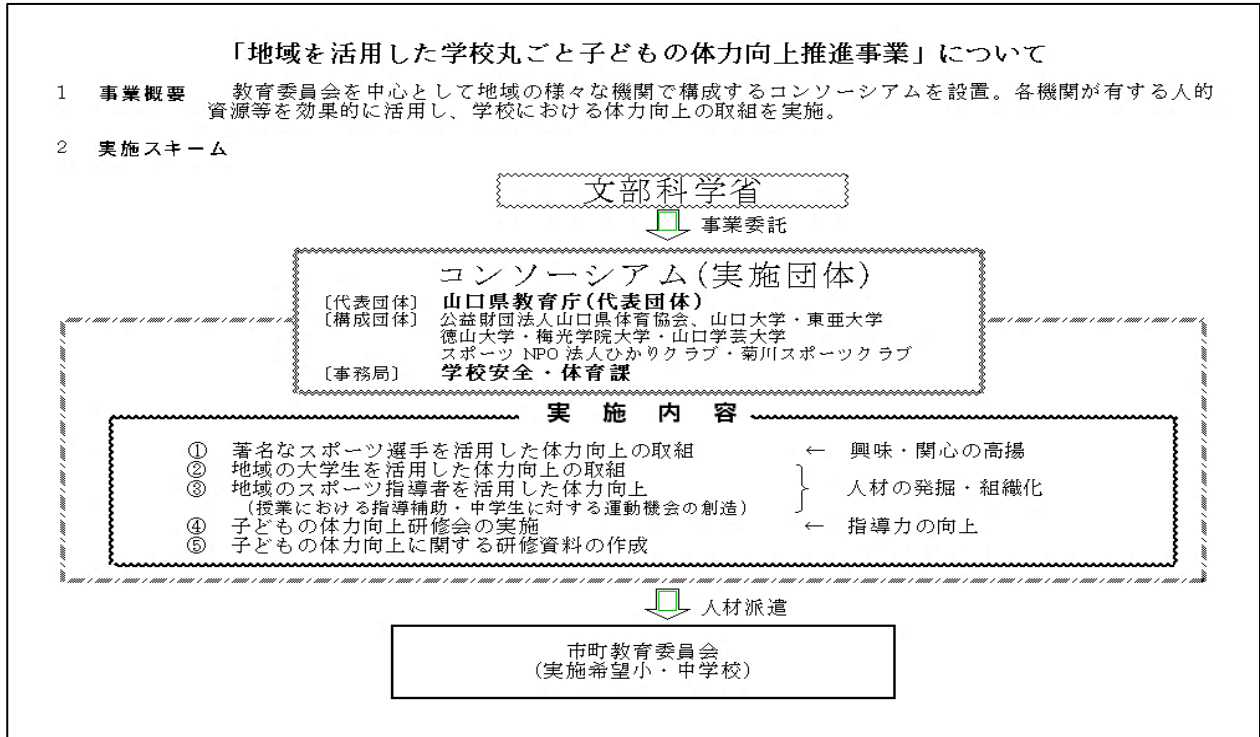 「地域を活用した学校丸ごと子どもの体力向上推進事業」について
1 事業概要 教育委員会を中心として地域の様々な機関で構成するコンソーシアムを設置。各機関が有する人的
資源等を効果的に活用し、学校における体力向上の取組を実施。
2 実施スキーム
文部科学省
事業委託
コンソーシアム(実施団体)
〔代表団体〕 山口県教育庁(代表団体)
〔構成団体〕 公益財団法人山口県体育協会、山口大学・東亜大学
徳山大学・梅光学院大学・山口学芸大学
スポーツ NPO 法人ひかりクラブ・菊川スポーツクラブ
〔事務局〕 学校安全・体育課
実 施 内 容
① 著名なスポーツ選手を活用した体力向上の取組 ← 興味・関心の高揚
② 地域の大学生を活用した体力向上の取組
③ 地域のスポーツ指導者を活用した体力向上 人材の発掘・組織化
(授業における指導補助・中学生に対する運動機会の創造)
④ 子どもの体力向上研修会の実施 ← 指導力の向上
⑤ 子どもの体力向上に関する研修資料の作成
人材派遣
市町教育委員会
(実施希望小・中学校)